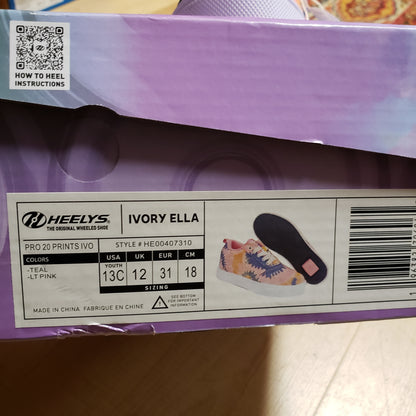 HOW TO HEEL
INSTRUCTIONS
HEELYS
THE ORIGINAL WHEELED SHOE
IVORY ELLA
PRO 20 PRINTS IVO
STYLE # HE00407310
COLORS
-TEAL
-LT PINK
USA UK EUR CM
YOUTH
13C 12 31 18
SIZING
SEE BOTTOM
FOR IMPORTANT
INFORMATION
MADE IN CHINA FABRIQUE EN CHINE